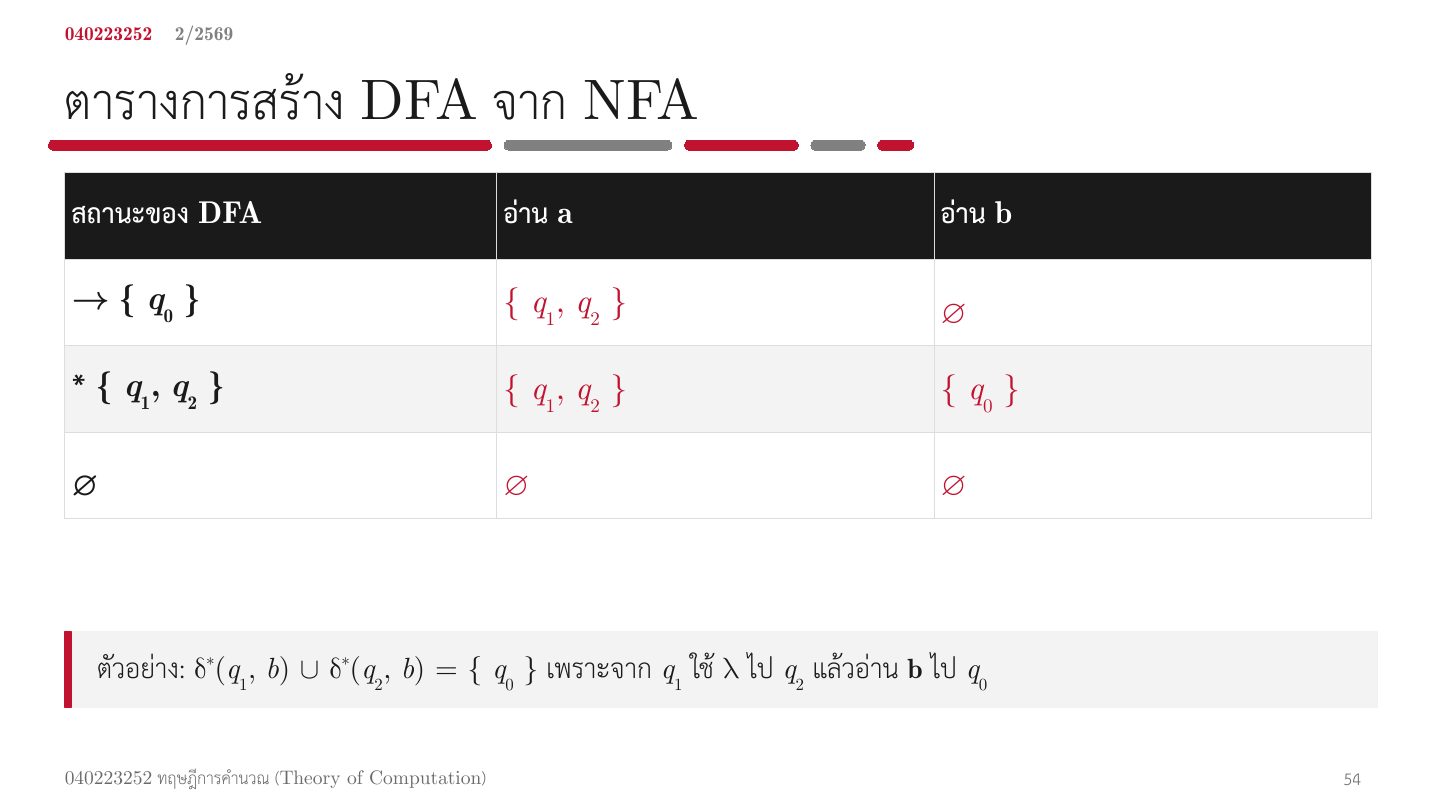 040223252 2/2569
ตารางการสร้าง DFA จาก NFA
สถานะของ DFA อ่าน a อ่าน b
→ { q₀ } { q₁, q₂ } ∅
* { q₁, q₂ } { q₁, q₂ } { q₀ }
∅ ∅ ∅
ตัวอย่าง: δ*(q₁, b) ∪ δ*(q₂, b) = { q₀ } เพราะจาก q₁ ใช้ λ ไป q₂ แล้วอ่าน b ไป q₀
040223252 ทฤษฎีการคำนวณ (Theory of Computation) 54